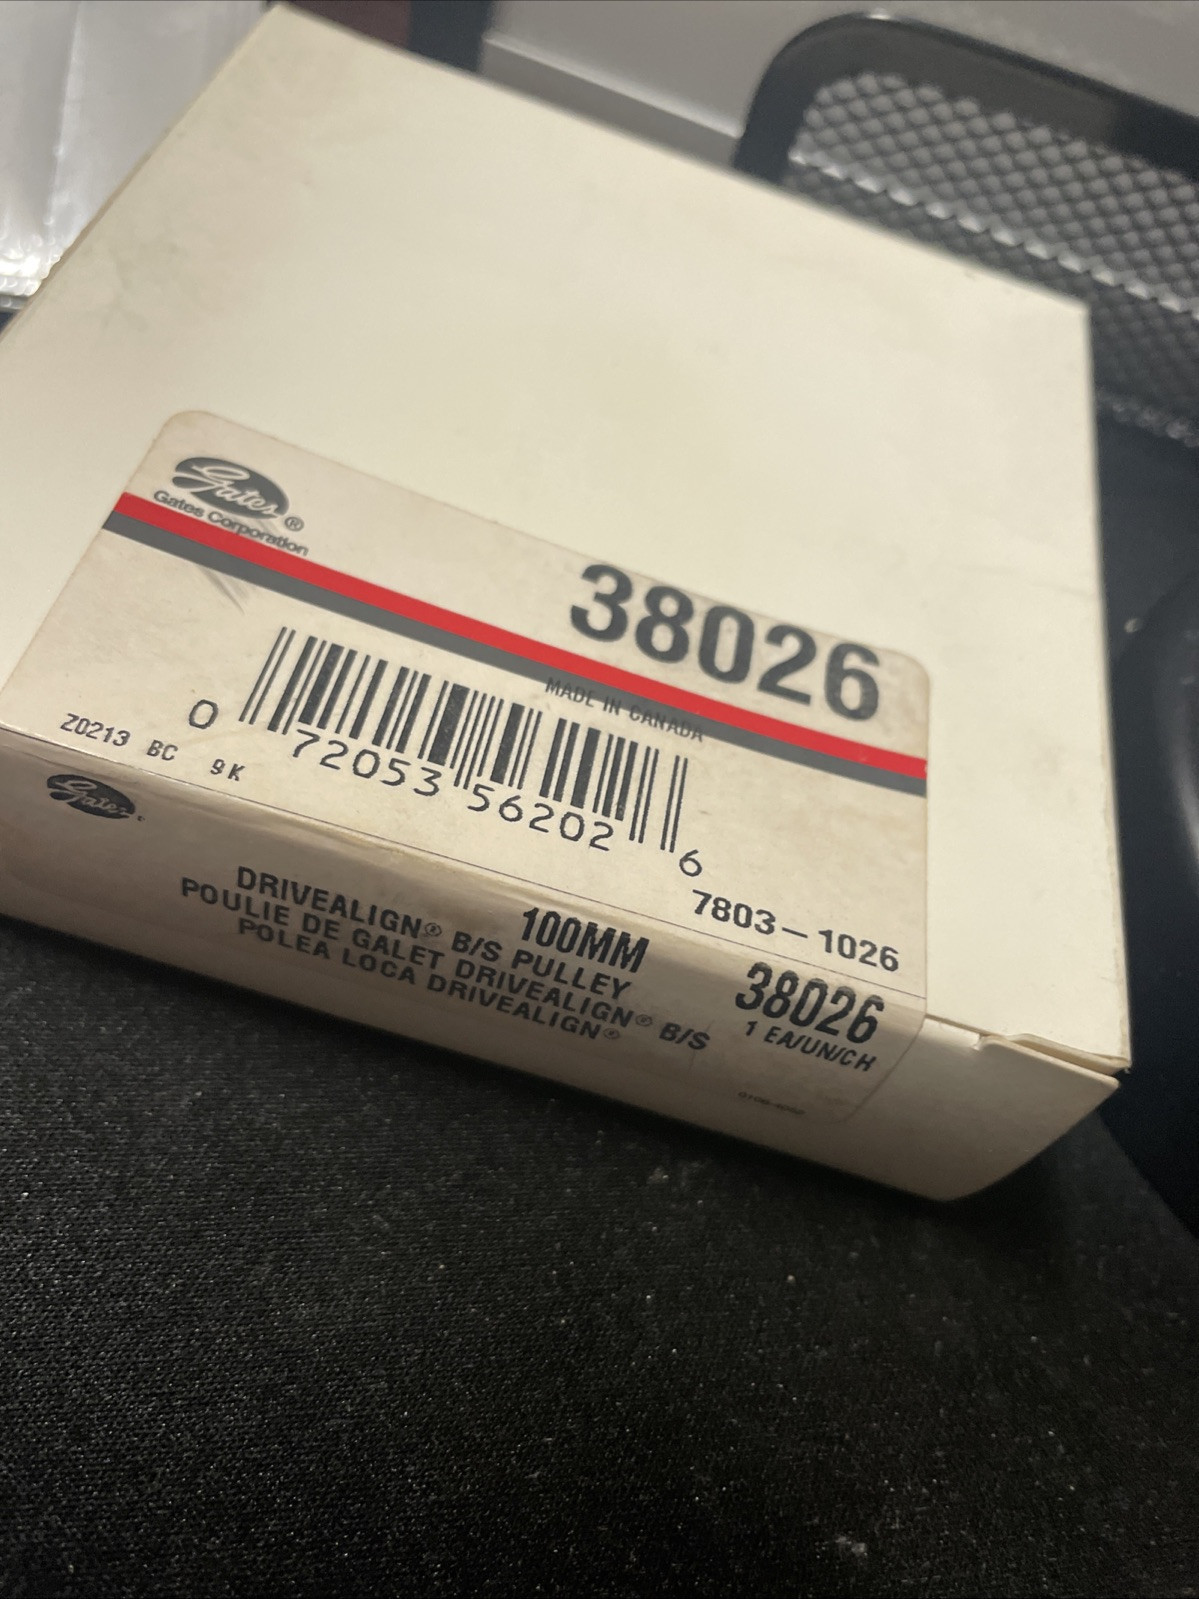 Gates®
Gates Corporation
38026
MADE IN CANADA
0 72053 56202 6
Z0213 BC 9K
7803-1026
Gates
100MM
38026
DRIVEALIGN® B/S PULLEY
1 EA/UN/CH
POULIE DE GALET DRIVEALIGN® B/S
POLEA LOCA DRIVEALIGN®